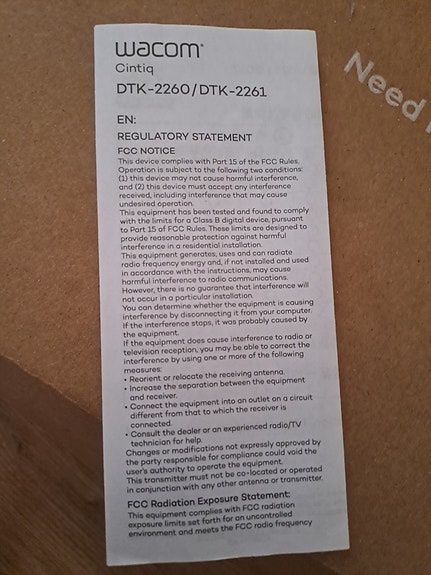 wacom
Cintiq
DTK-2260/DTK-2261
EN:
REGULATORY STATEMENT
FCC NOTICE
This device complies with Part 15 of the FCC Rules.
Operation is subject to the following two conditions:
(1) this device may not cause harmful interference,
and (2) this device must accept any interference
received, including interference that may cause
undesired operation.
This equipment has been tested and found to comply
with the limits for a Class B digital device, pursuant
to Part 15 of FCC Rules. These limits are designed to
provide reasonable protection against harmful
interference in a residential installation.
This equipment generates, uses and can radiate
radio frequency energy and, if not installed and used
in accordance with the instructions, may cause
harmful interference to radio communications.
However, there is no guarantee that interference will
not occur in a particular installation.
You can determine whether the equipment is causing
interference by disconnecting it from your computer.
If the interference stops, it was probably caused by
the equipment.
If the equipment does cause interference to radio or
television reception, you may be able to correct the
interference by using one or more of the following
measures:
• Reorient or relocate the receiving antenna.
• Increase the separation between the equipment
and receiver.
• Connect the equipment into an outlet on a circuit
different from that to which the receiver is
connected.
• Consult the dealer or an experienced radio/TV
technician for help.
Changes or modifications not expressly approved by
the party responsible for compliance could void the
user's authority to operate the equipment.
This transmitter must not be co-located or operated
in conjunction with any other antenna or transmitter.
FCC Radiation Exposure Statement:
This equipment complies with FCC radiation
exposure limits set forth for an uncontrolled
environment and meets the FCC radio frequency
Need